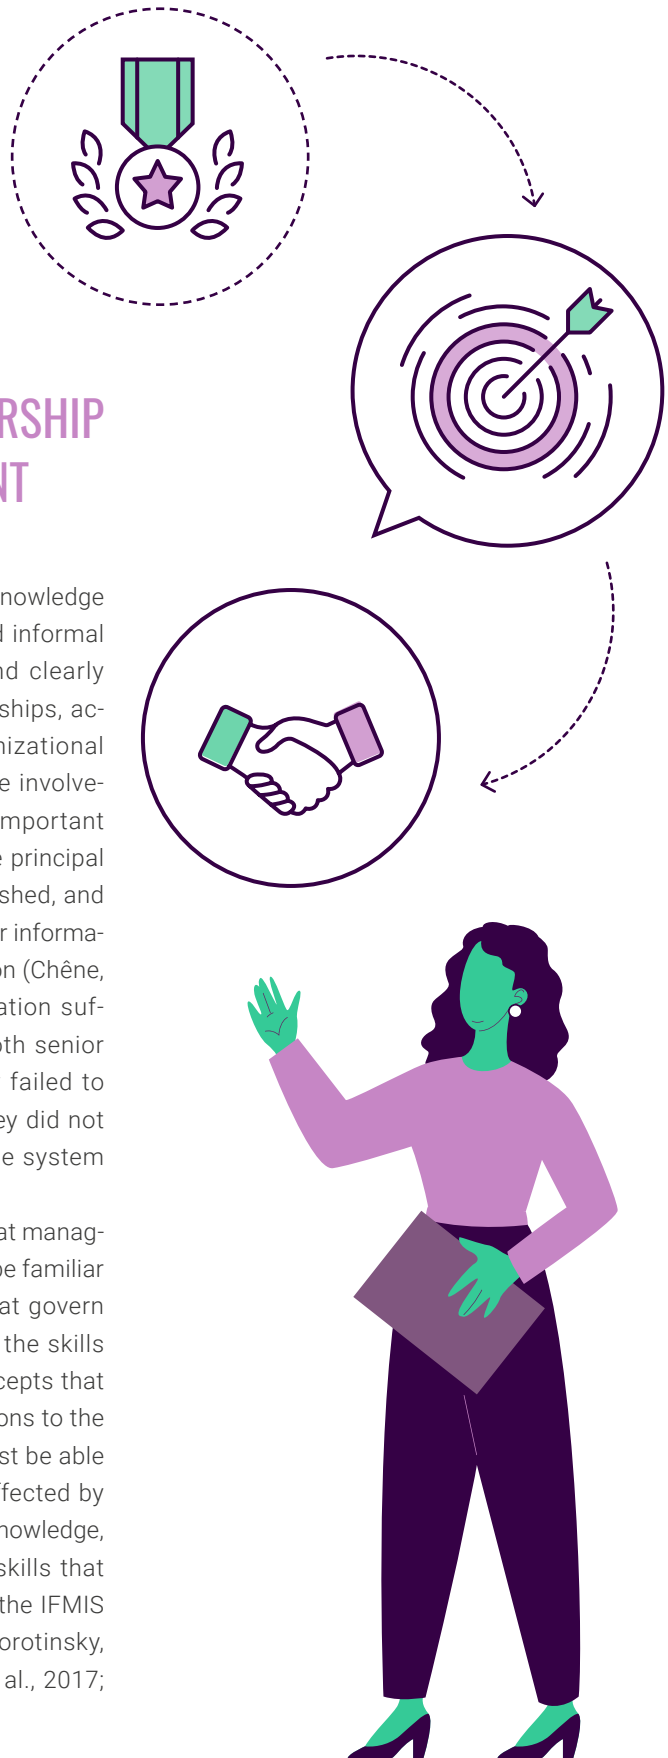 RSHIP
NT
nowledge
d informal
nd clearly
ships, ac-
nizational
e involve-
mportant
e principal
shed, and
r informa-
on (Chêne,
ation suf-
oth senior
failed to
ey did not
e system
at manag-
be familiar
at govern
the skills
cepts that
ons to the
st be able
ffected by
nowledge,
skills that
the IFMIS
orotinsky,
al., 2017;